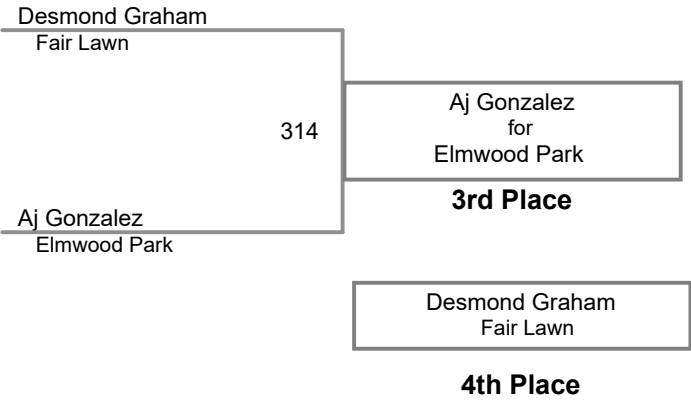 Desmond Graham
Fair Lawn
314
Aj Gonzalez
for
Elmwood Park
3rd Place
Aj Gonzalez
Elmwood Park
Desmond Graham
Fair Lawn
4th Place